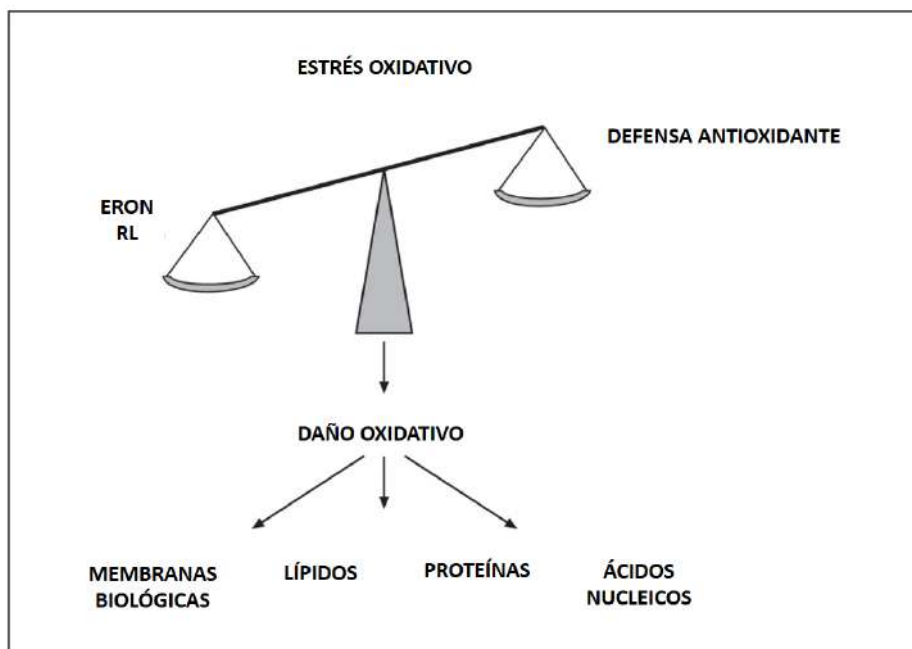 ESTRÉS OXIDATIVO
DEFENSA ANTIOXIDANTE
ERON
RL
DAÑO OXIDATIVO
MEMBRANAS
BIOLÓGICAS
LÍPIDOS
PROTEÍNAS
ÁCIDOS
NUCLEICOS